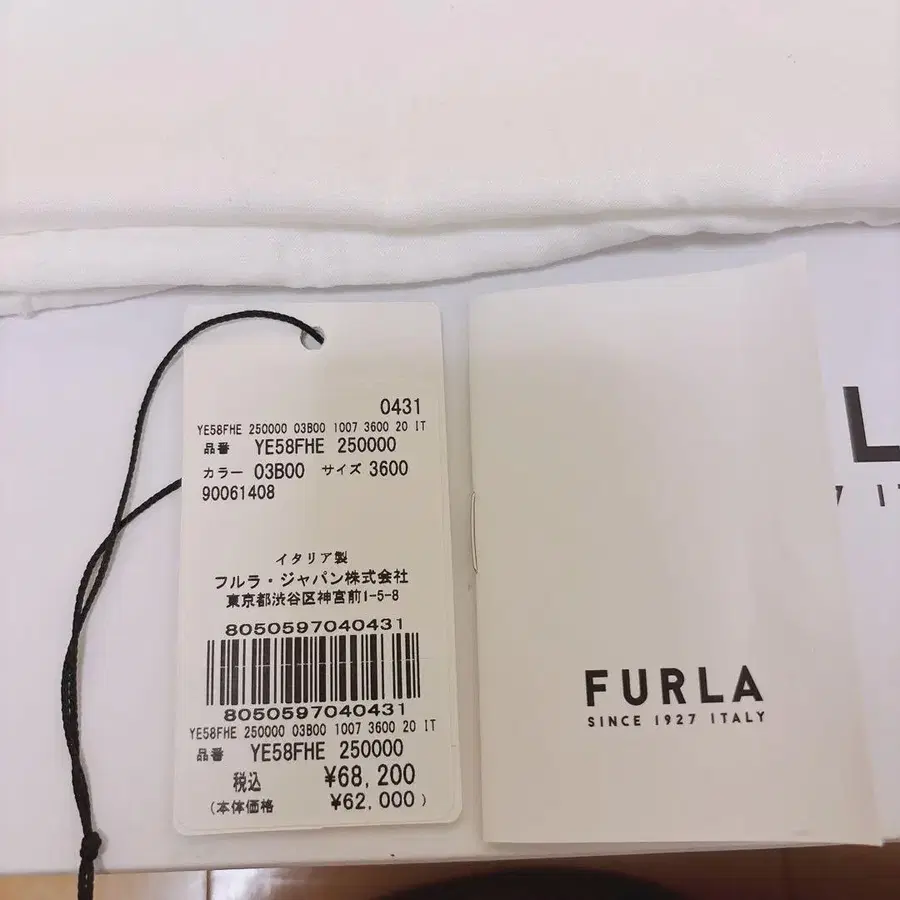 0431
YE58FHE 250000 03B00 1007 3600 20 IT
品番 YE58FHE 250000
カラー 03B00 サイズ 3600
90061408
イタリア製
フルラ・ジャパン株式会社
東京都渋谷区神宮前1-5-8
8050597040431
8050597040431
YE58FHE 250000 03B00 1007 3600 20 IT
品番 YE58FHE 250000
税込 ¥68,200
(本体価格 ¥62,000)
FURLA
SINCE 1927 ITALY
L